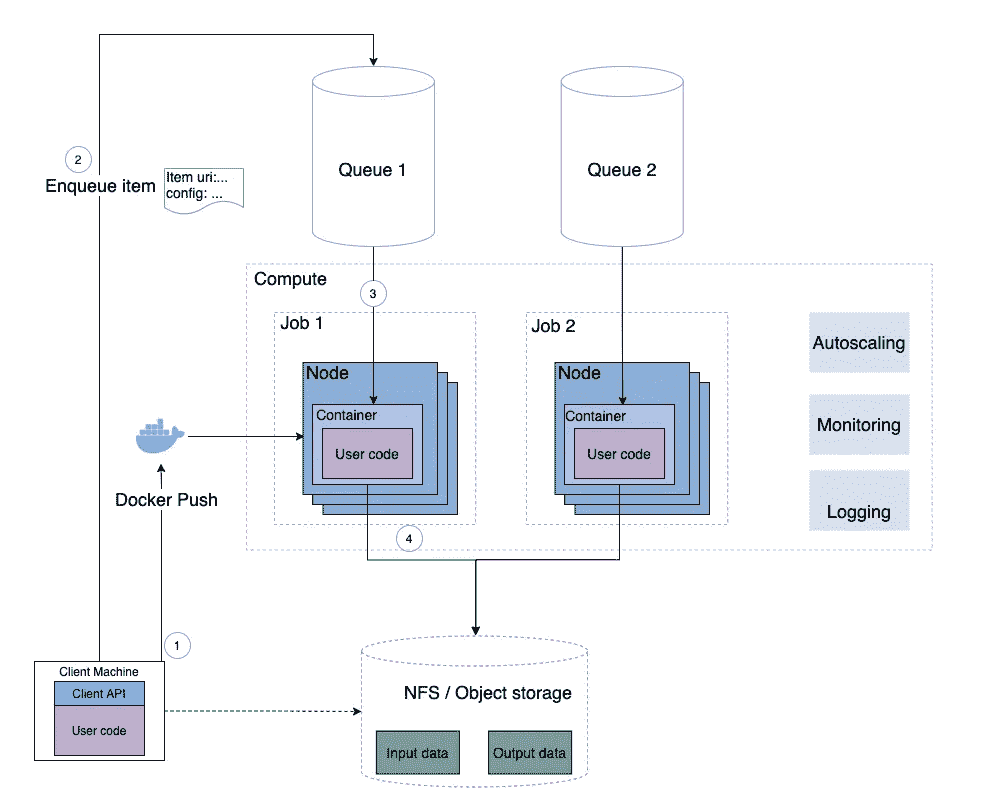 2
Enqueue item
Item uri:...
config: ...
Queue 1
Queue 2
Compute
3
Job 1
Job 2
Node
Node
Container
Container
User code
User code
Autoscaling
Monitoring
Logging
Docker Push
4
1
Client Machine
Client API
User code
NFS / Object storage
Input data
Output data